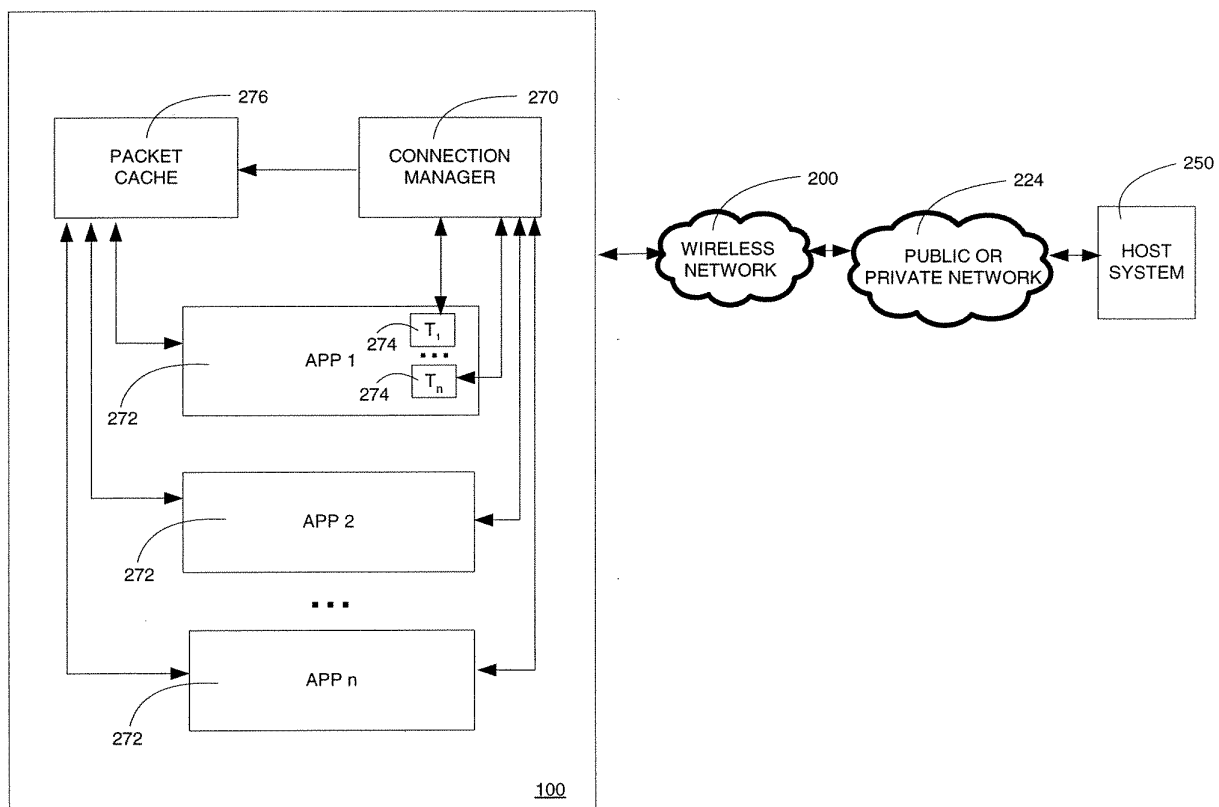 276
270
PACKET
CACHE
CONNECTION
MANAGER
200
224
250
WIRELESS
NETWORK
PUBLIC OR
PRIVATE NETWORK
HOST
SYSTEM
T1
274
...
APP 1
Tn
274
272
APP 2
272
...
APP n
272
100